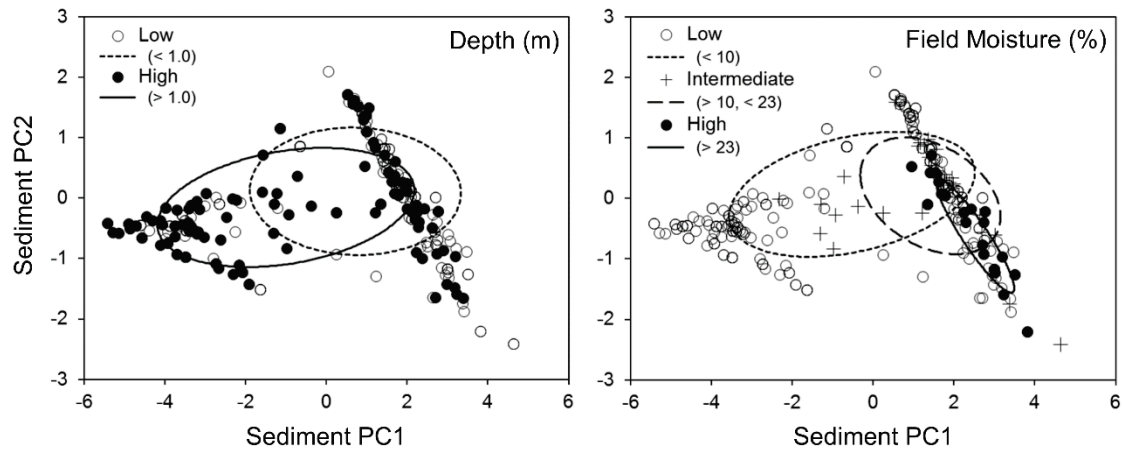 3
2
1
0
-1
-2
-3
Sediment PC2
-6 -4 -2 0 2 4 6
Sediment PC1
Depth (m)
Low
(< 1.0)
High
(> 1.0)
3
2
1
0
-1
-2
-3
-6 -4 -2 0 2 4 6
Sediment PC1
Field Moisture (%)
Low
(< 10)
Intermediate
(> 10, < 23)
High
(> 23)